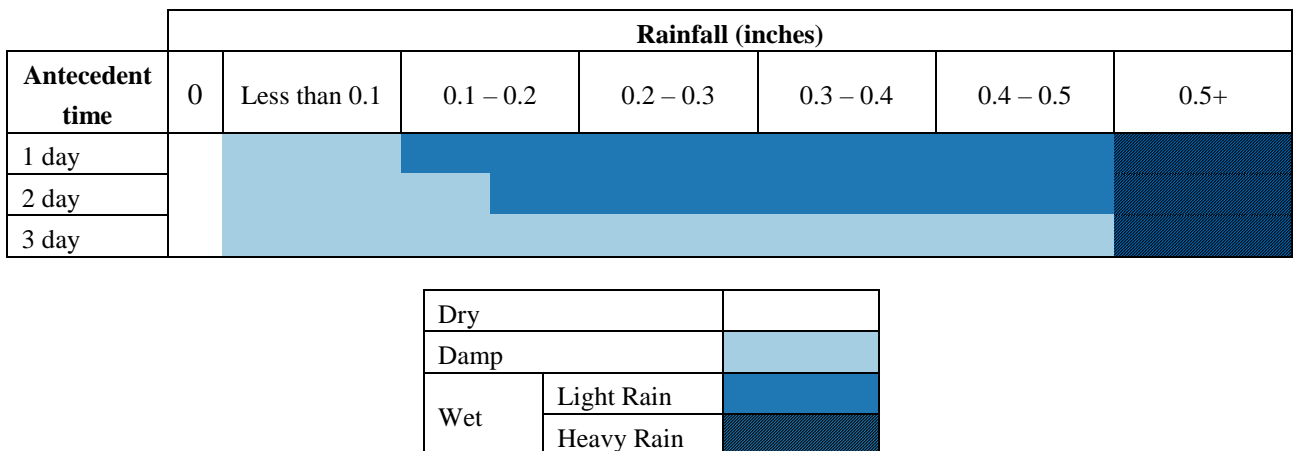 Rainfall (inches)
Antecedent
time
0
Less than 0.1
0.1 – 0.2
0.2 – 0.3
0.3 – 0.4
0.4 – 0.5
0.5+
1 day
2 day
3 day
Dry
Damp
Wet
Light Rain
Heavy Rain